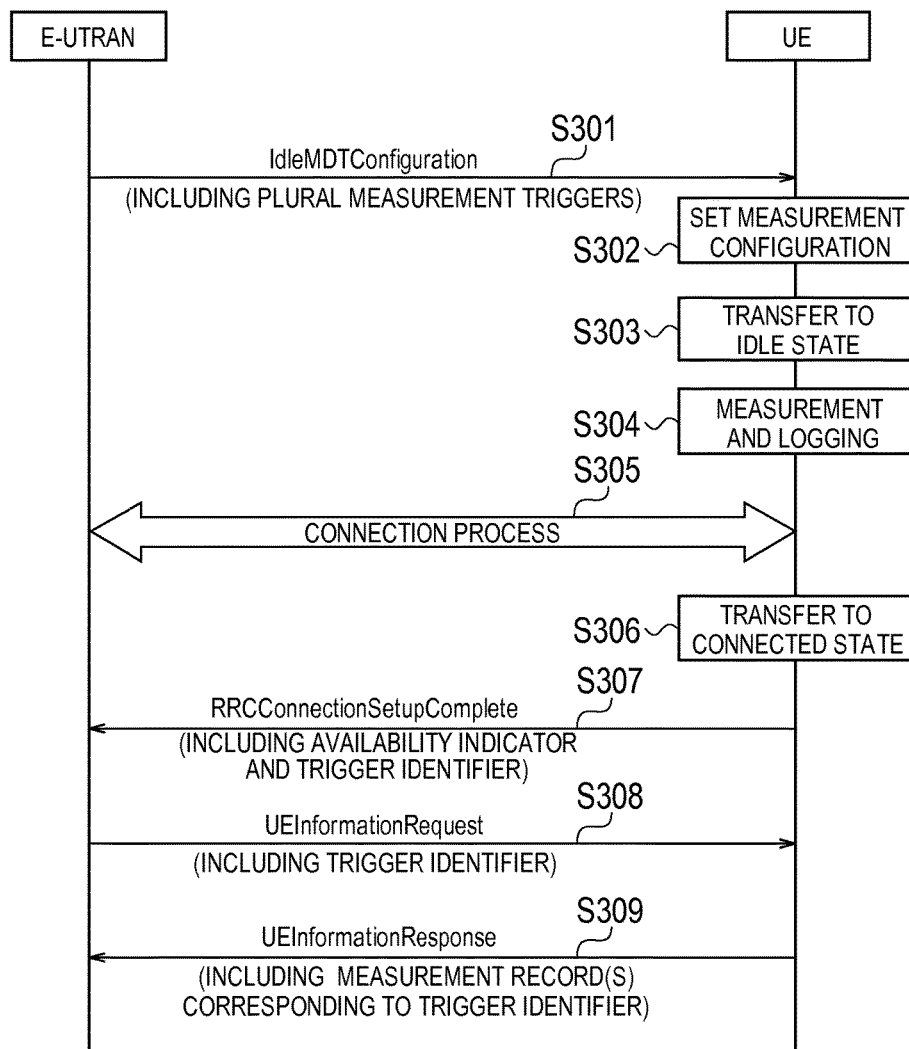 E-UTRAN
UE
S301
IdleMDTConfiguration
(INCLUDING PLURAL MEASUREMENT TRIGGERS)
S302
SET MEASUREMENT
CONFIGURATION
S303
TRANSFER TO
IDLE STATE
S304
MEASUREMENT
AND LOGGING
S305
CONNECTION PROCESS
S306
TRANSFER TO
CONNECTED STATE
S307
RRCConnectionSetupComplete
(INCLUDING AVAILABILITY INDICATOR
AND TRIGGER IDENTIFIER)
S308
UEInformationRequest
(INCLUDING TRIGGER IDENTIFIER)
S309
UEInformationResponse
(INCLUDING MEASUREMENT RECORD(S)
CORRESPONDING TO TRIGGER IDENTIFIER)